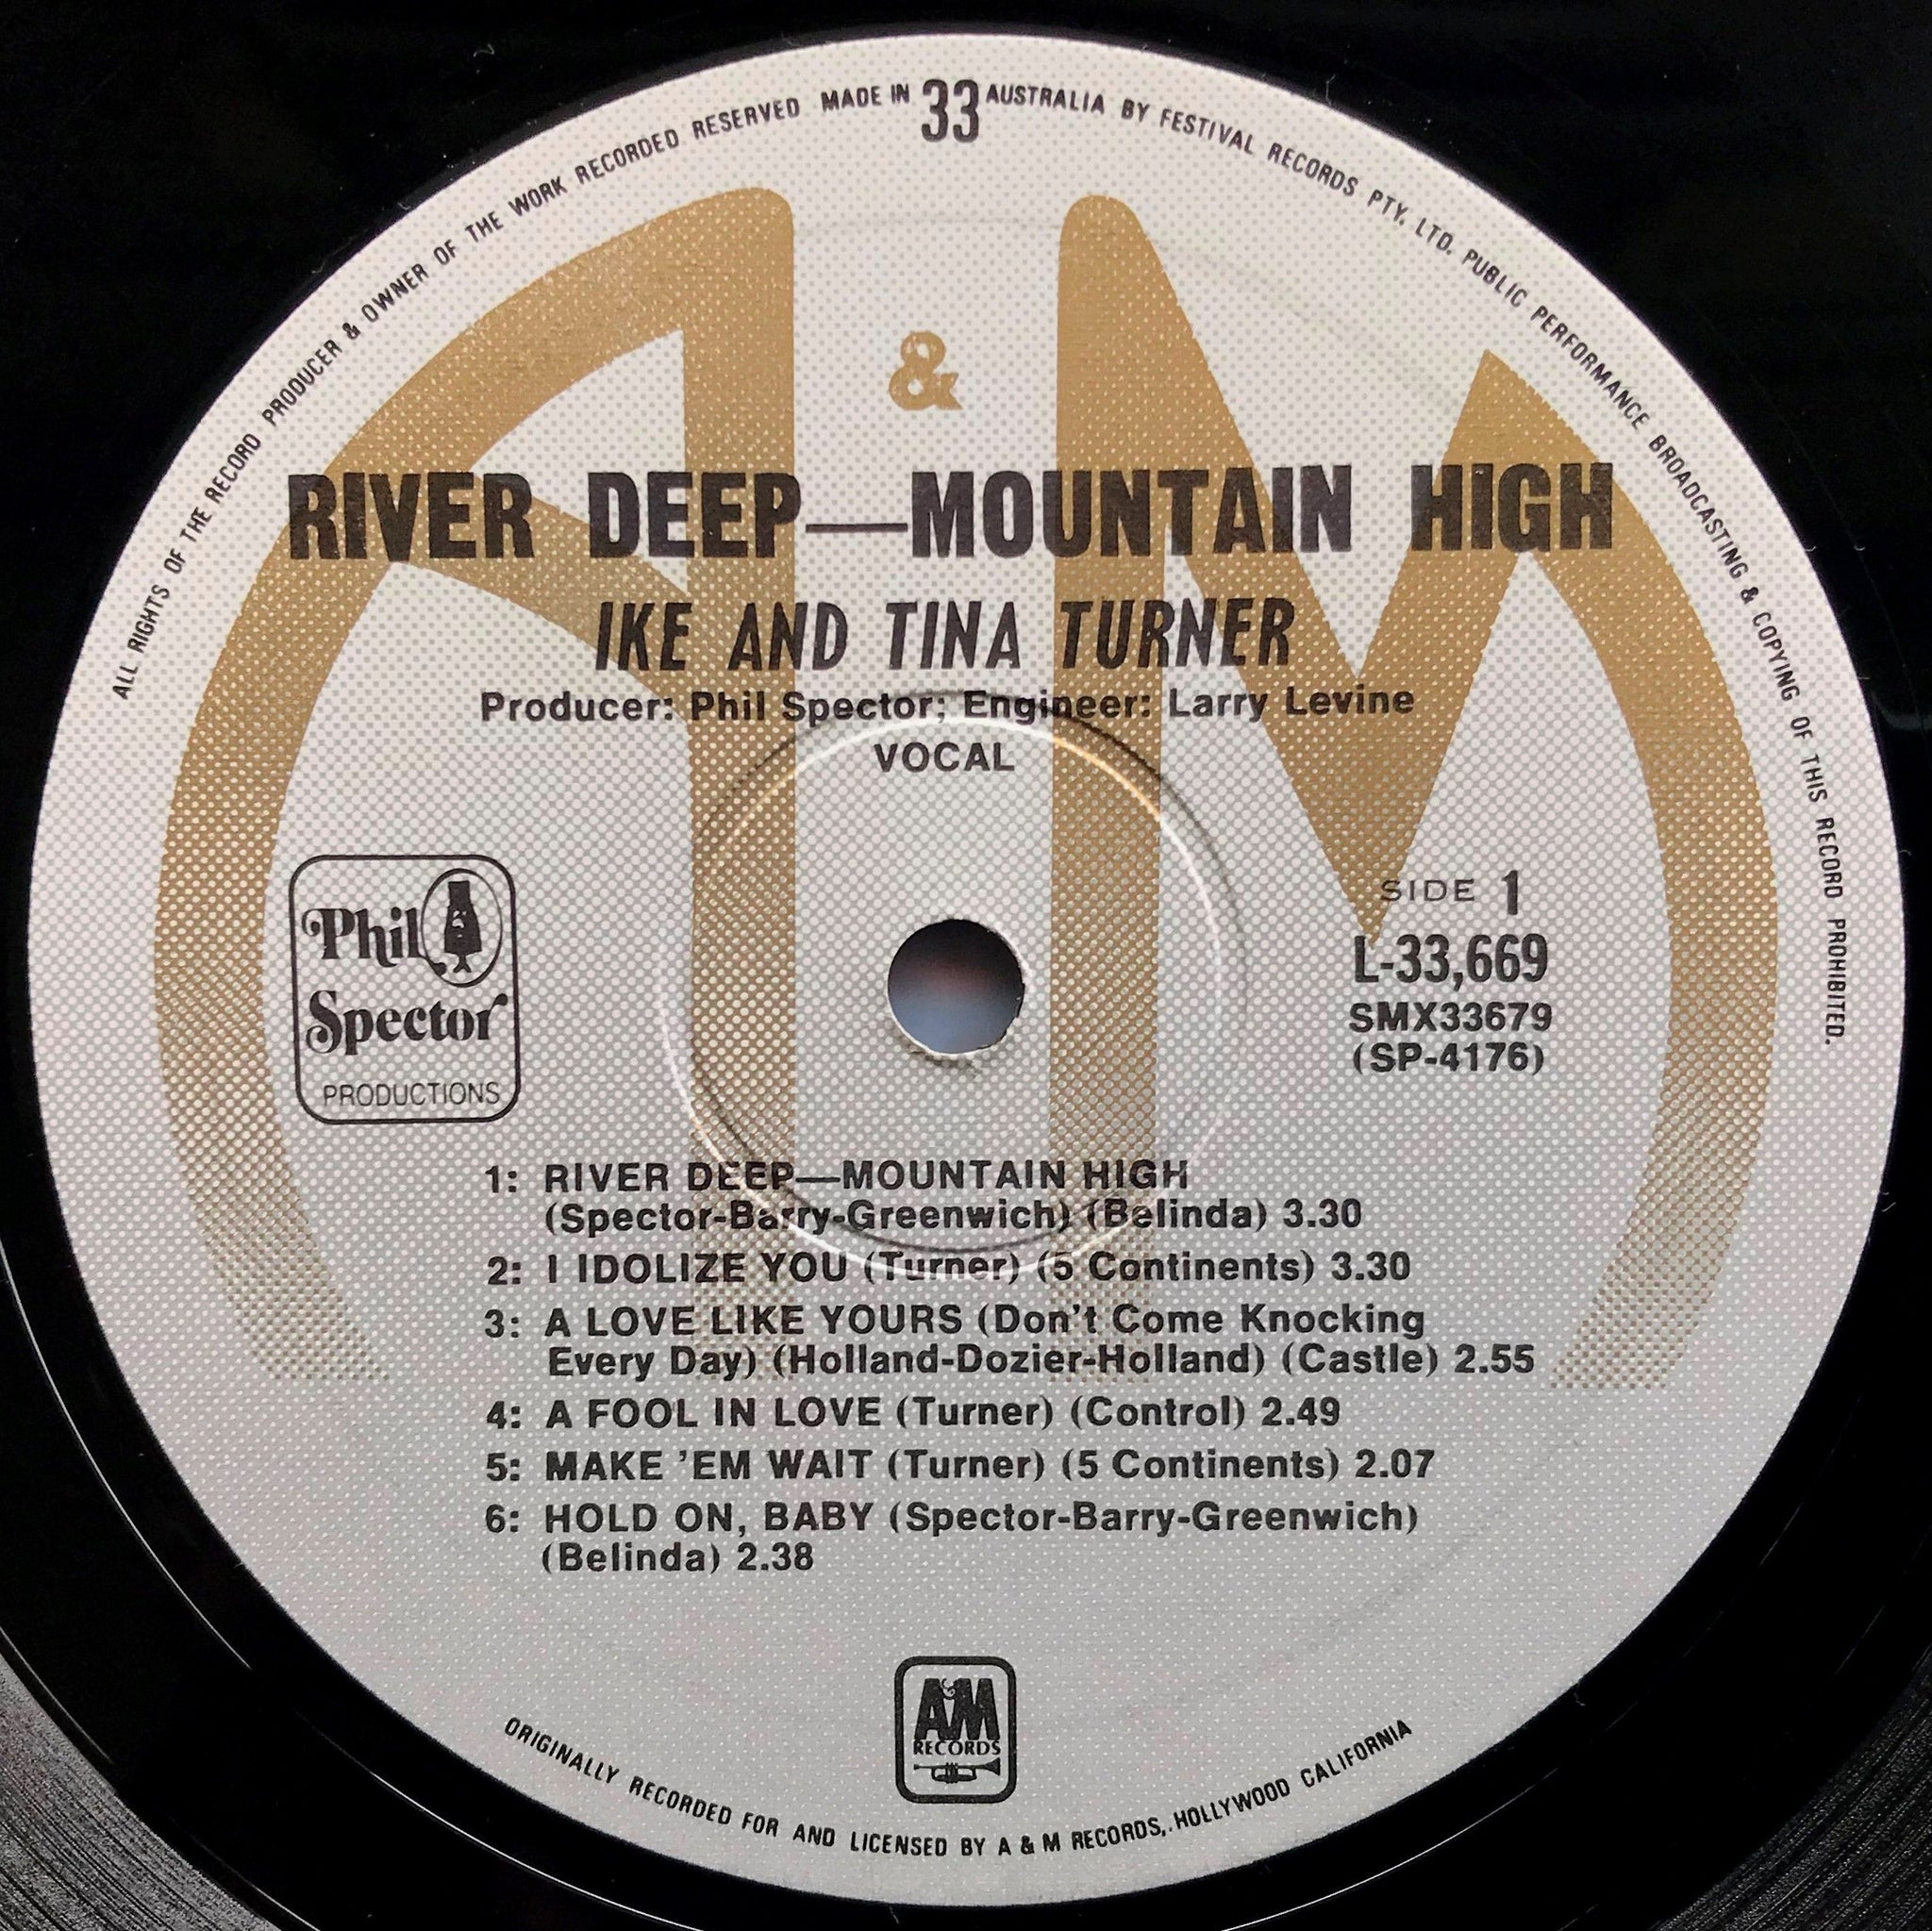 ALL RIGHTS OF THE RECORD PRODUCER & OWNER OF THE WORK RECORDED RESERVED MADE IN 33 AUSTRALIA BY FESTIVAL RECORDS PTY. LTD. PUBLIC PERFORMANCE BROADCASTING & COPYING OF THIS RECORD PROHIBITED.
A & M
RIVER DEEP—MOUNTAIN HIGH
IKE AND TINA TURNER
Producer: Phil Spector; Engineer: Larry Levine
VOCAL
Phil
Spector
PRODUCTIONS
SIDE 1
L-33,669
SMX33679
(SP-4176)
1: RIVER DEEP—MOUNTAIN HIGH
(Spector-Barry-Greenwich) (Belinda) 3.30
2: I IDOLIZE YOU (Turner) (5 Continents) 3.30
3: A LOVE LIKE YOURS (Don't Come Knocking
Every Day) (Holland-Dozier-Holland) (Castle) 2.55
4: A FOOL IN LOVE (Turner) (Control) 2.49
5: MAKE 'EM WAIT (Turner) (5 Continents) 2.07
6: HOLD ON, BABY (Spector-Barry-Greenwich)
(Belinda) 2.38
A&M
RECORDS
ORIGINALLY RECORDED FOR AND LICENSED BY A & M RECORDS,. HOLLYWOOD CALIFORNIA